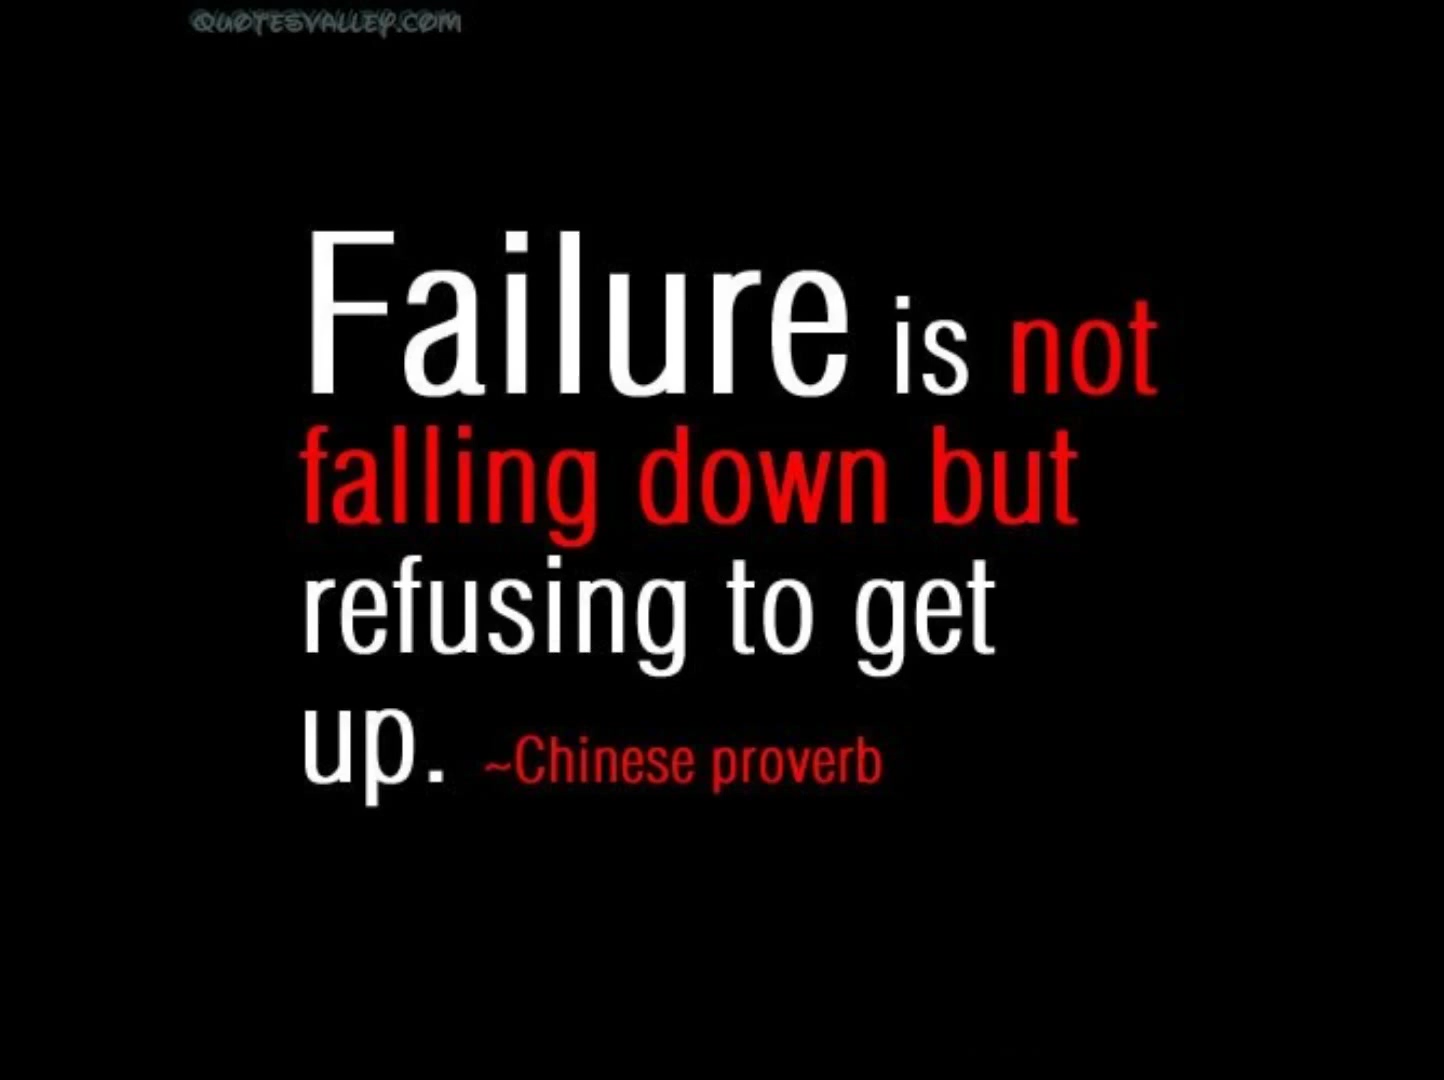 QUOTESVALLEY.COM
Failure is not
falling down but
refusing to get
up. ~Chinese proverb